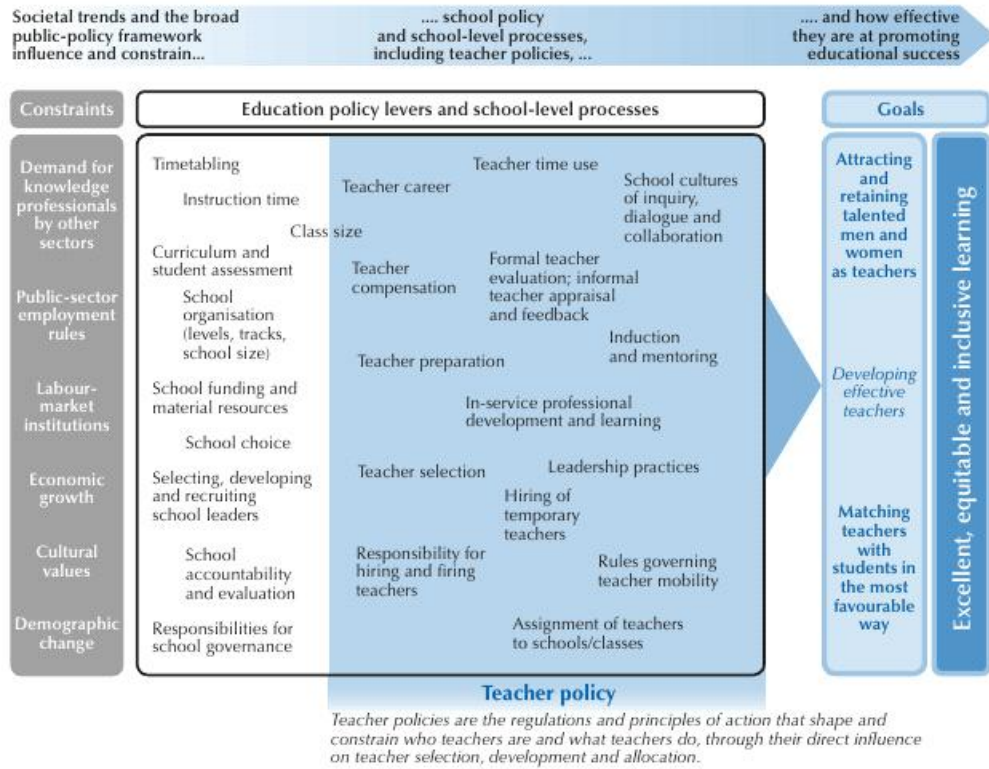 Societal trends and the broad
public-policy framework
influence and constrain...
.... school policy
and school-level processes,
including teacher policies, ...
.... and how effective
they are at promoting
educational success
Constraints
Education policy levers and school-level processes
Goals
Demand for
knowledge
professionals
by other
sectors
Public-sector
employment
rules
Labour-
market
institutions
Economic
growth
Cultural
values
Demographic
change
Timetabling
Instruction time
Class size
Curriculum and
student assessment
School
organisation
(levels, tracks,
school size)
School funding and
material resources
School choice
Selecting, developing
and recruiting
school leaders
School
accountability
and evaluation
Responsibilities for
school governance
Teacher time use
Teacher career
School cultures
of inquiry,
dialogue and
collaboration
Teacher
compensation
Formal teacher
evaluation; informal
teacher appraisal
and feedback
Induction
and mentoring
Teacher preparation
In-service professional
development and learning
Teacher selection
Leadership practices
Hiring of
temporary
teachers
Responsibility for
hiring and firing
teachers
Rules governing
teacher mobility
Assignment of teachers
to schools/classes
Attracting
and
retaining
talented
men and
women
as teachers
Developing
effective
teachers
Matching
teachers
with
students in
the most
favourable
way
Excellent, equitable and inclusive learning
Teacher policy
Teacher policies are the regulations and principles of action that shape and
constrain who teachers are and what teachers do, through their direct influence
on teacher selection, development and allocation.